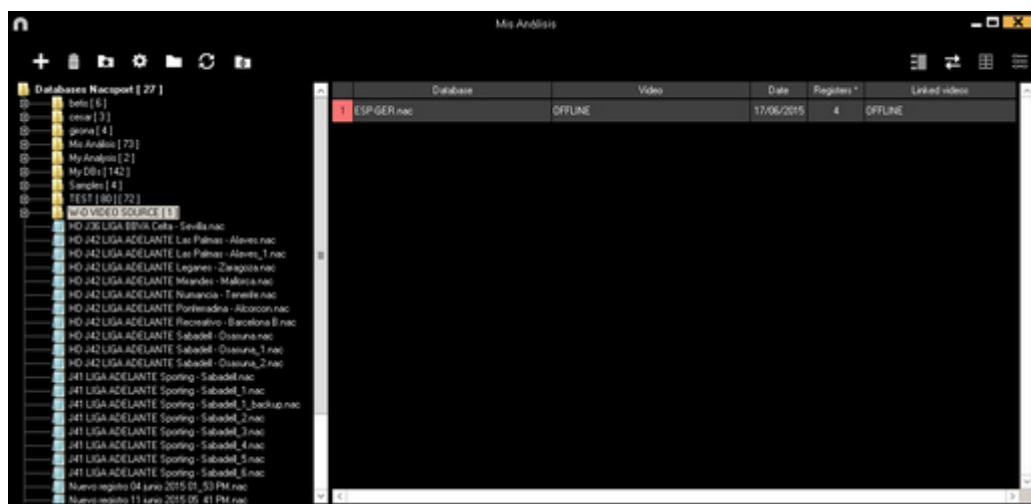 Mis Análisis
Databases Nacsport [ 27 ]
betis [ 6 ]
cesar [ 3 ]
girona [ 4 ]
Mis Análisis [ 73 ]
My Analysis [ 2 ]
My DBs [ 142 ]
Samples [ 4 ]
TEST [ 80 ] [ 72 ]
W-O VIDEO SOURCE [ 1 ]
HD J36 LIGA BBVA Celta - Sevilla.nac
HD J42 LIGA ADELANTE Las Palmas - Alaves.nac
HD J42 LIGA ADELANTE Las Palmas - Alaves_1.nac
HD J42 LIGA ADELANTE Leganes - Zaragoza.nac
HD J42 LIGA ADELANTE Mirandes - Mallorca.nac
HD J42 LIGA ADELANTE Numancia - Tenerife.nac
HD J42 LIGA ADELANTE Ponferradina - Alcorcon.nac
HD J42 LIGA ADELANTE Recreativo - Barcelona B.nac
HD J42 LIGA ADELANTE Sabadell - Osasuna.nac
HD J42 LIGA ADELANTE Sabadell - Osasuna_1.nac
HD J42 LIGA ADELANTE Sabadell - Osasuna_2.nac
J41 LIGA ADELANTE Sporting - Sabadell.nac
J41 LIGA ADELANTE Sporting - Sabadell_1.nac
J41 LIGA ADELANTE Sporting - Sabadell_1_backup.nac
J41 LIGA ADELANTE Sporting - Sabadell_2.nac
J41 LIGA ADELANTE Sporting - Sabadell_3.nac
J41 LIGA ADELANTE Sporting - Sabadell_4.nac
J41 LIGA ADELANTE Sporting - Sabadell_5.nac
J41 LIGA ADELANTE Sporting - Sabadell_6.nac
Nuevo registro 04 junio 2015 01_53 PM.nac
Nuevo registro 11 junio 2015 05_41 PM.nac
Database Video Date Registers * Linked videos
1 ESP-GER.nac OFFLINE 17/06/2015 4 OFFLINE